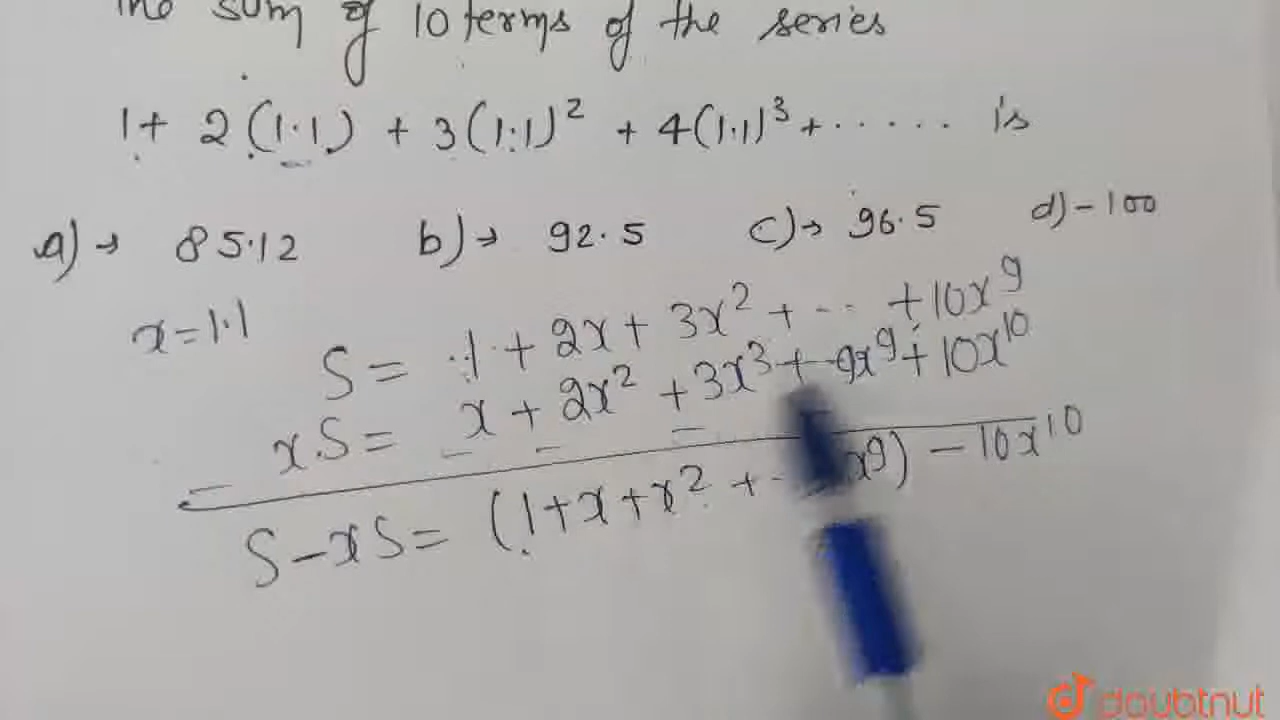 The sum of 10 terms of the series
1 + 2(1·1) + 3(1·1)² + 4(1·1)³ + ······ is
a)→ 85·12 b)→ 92·5 c)→ 96·5 d)- 100
x = 1·1
S = 1 + 2x + 3x² + ··· + 10x⁹
x.S = x + 2x² + 3x³ + 9x⁹ + 10x¹⁰
S - xS = (1 + x + x² + x⁹) - 10x¹⁰
doubtnut